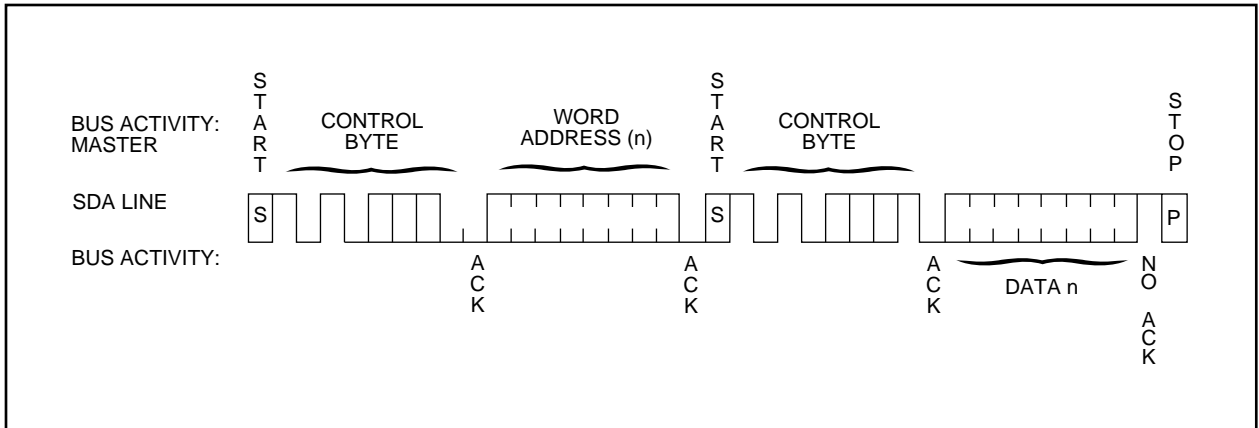 BUS ACTIVITY:
MASTER
START
CONTROL
BYTE
WORD
ADDRESS (n)
START
CONTROL
BYTE
STOP
SDA LINE
S
S
P
BUS ACTIVITY:
ACK
ACK
ACK
DATA n
NO ACK